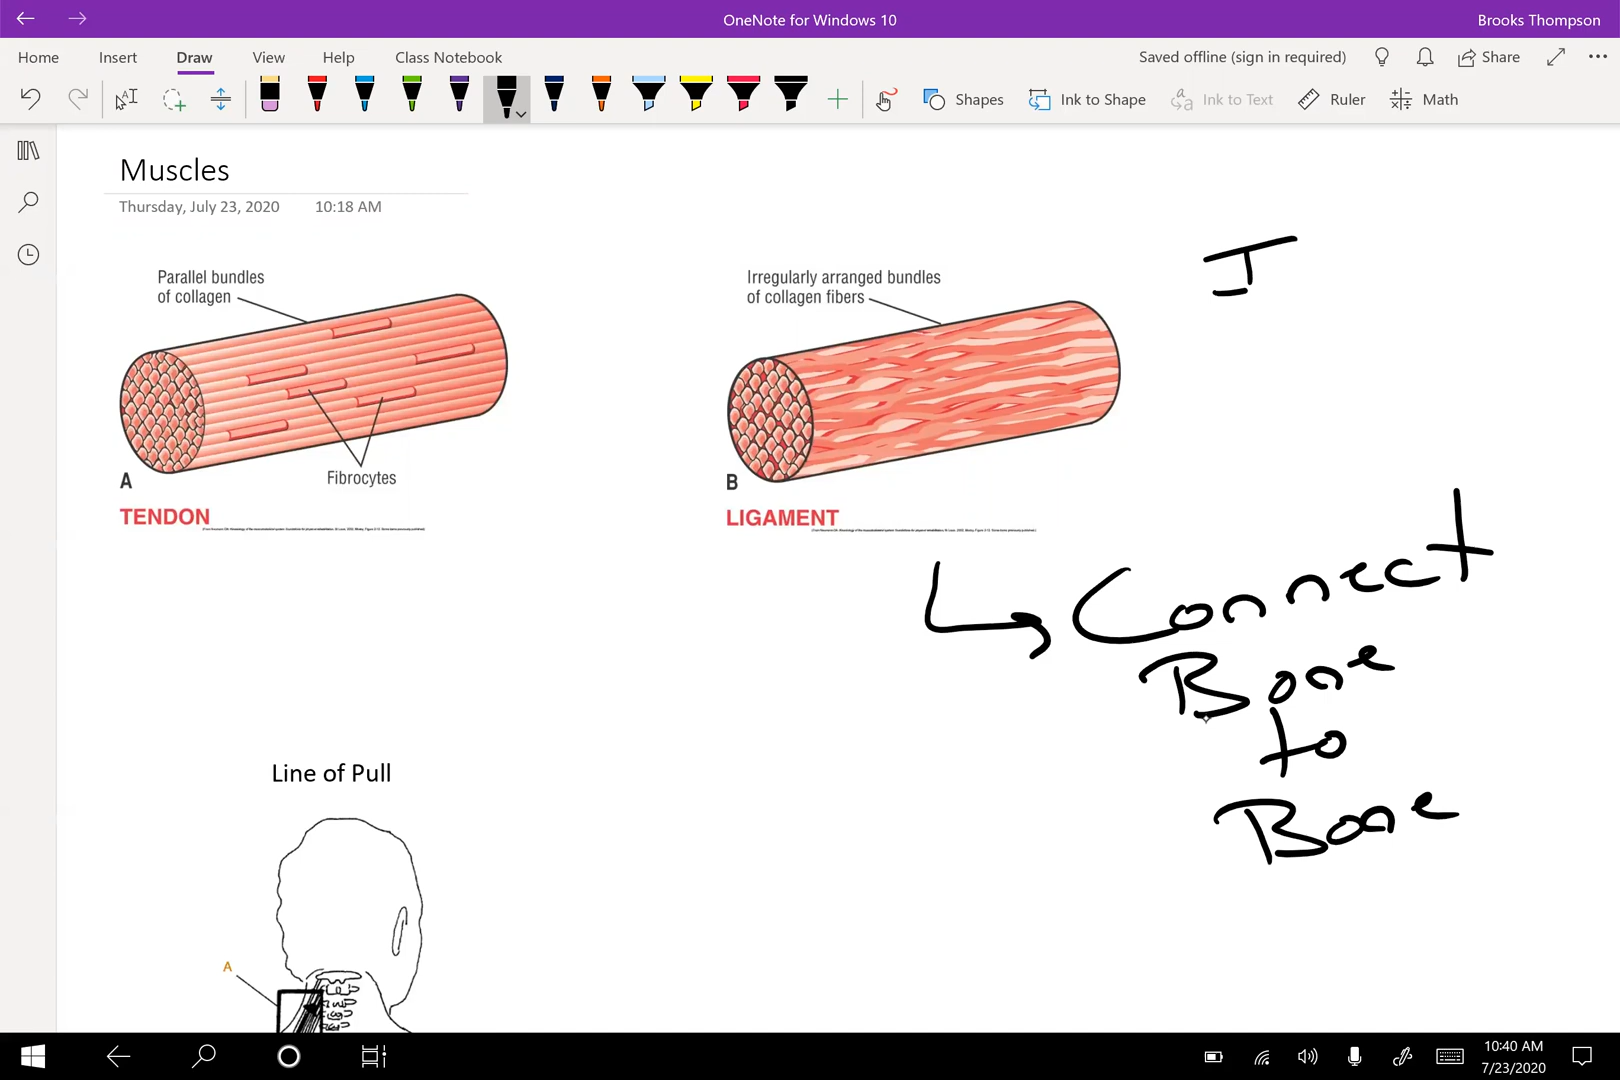 OneNote for Windows 10
Brooks Thompson
Home Insert Draw View Help Class Notebook
Saved offline (sign in required) Share
Shapes Ink to Shape Ink to Text Ruler Math
Muscles
Thursday, July 23, 2020 10:18 AM
Parallel bundles
of collagen
Fibrocytes
A
TENDON
Irregularly arranged bundles
of collagen fibers
B
LIGAMENT
I
Connect
Bone
to
Bone
Line of Pull
A
10:40 AM
7/23/2020